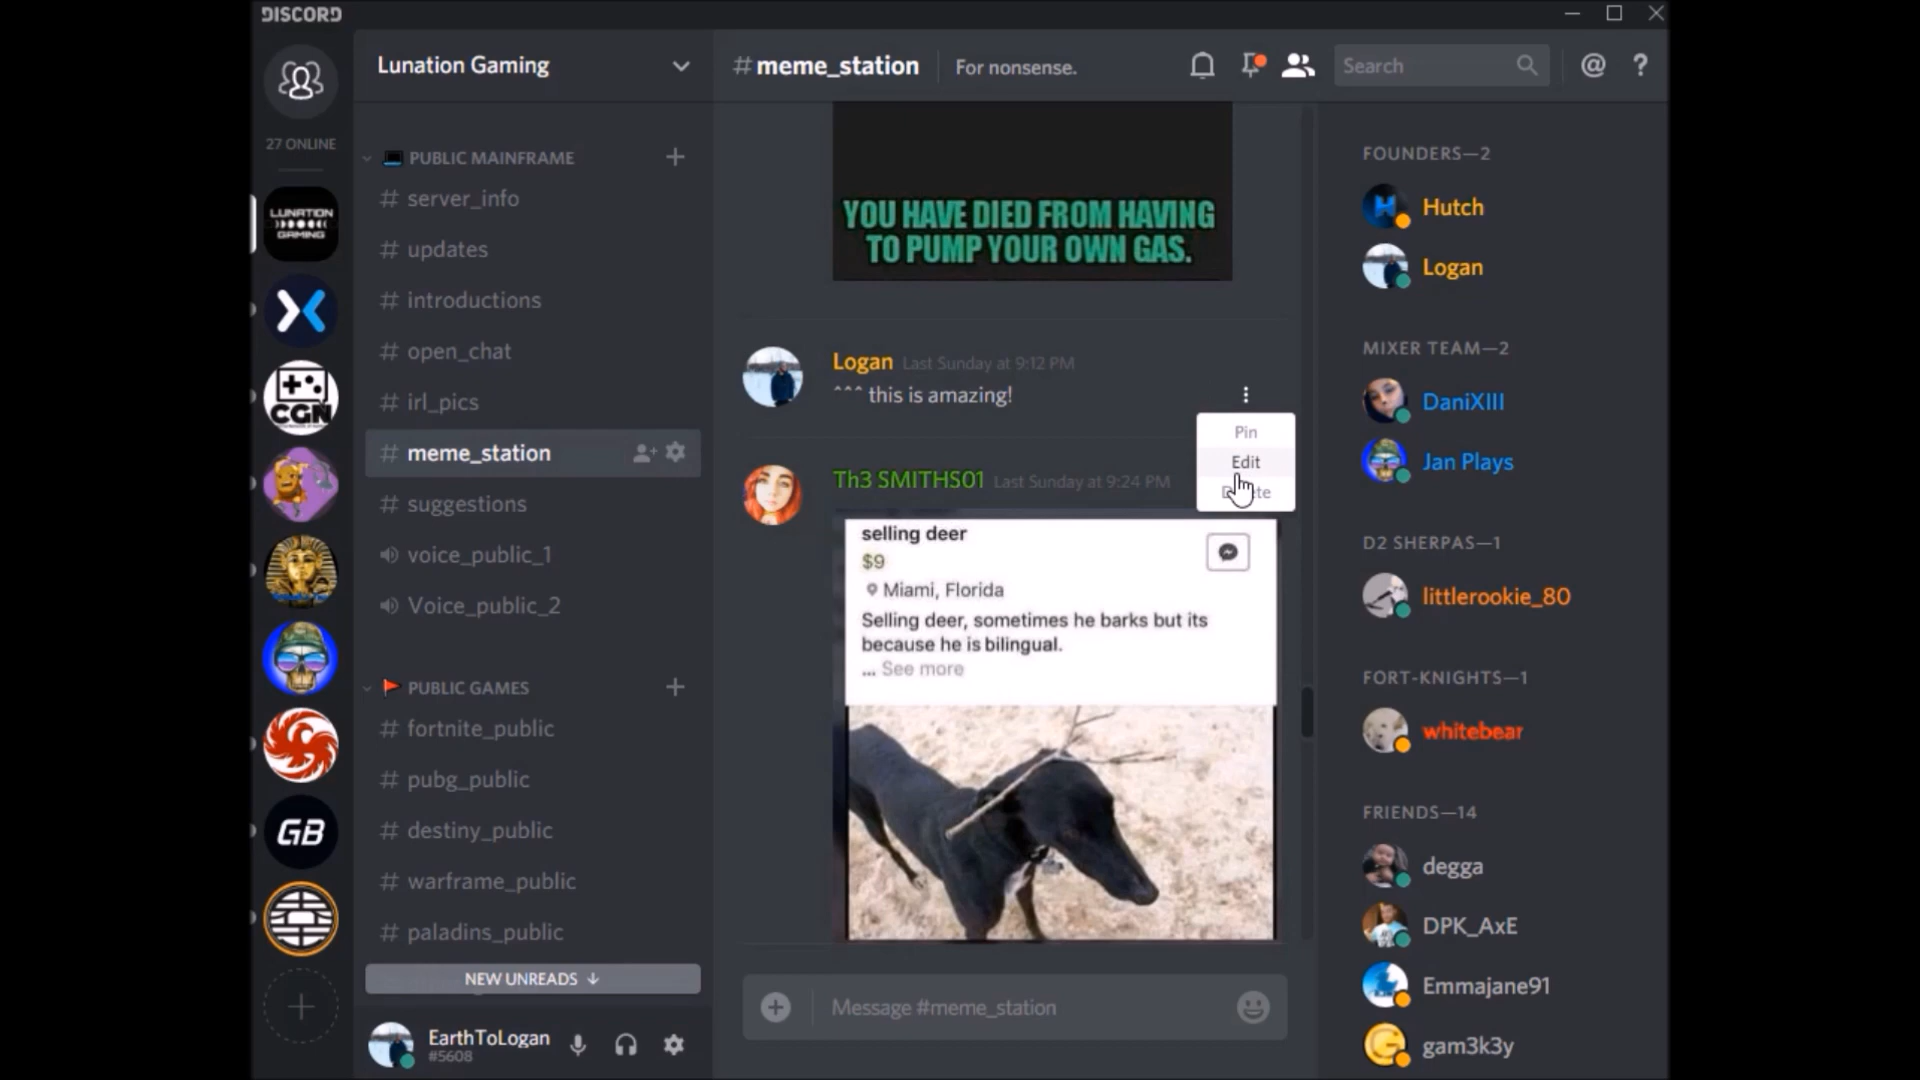 DISCORD
27 ONLINE
LUNATION
GAMING
CGN
GB
Lunation Gaming
PUBLIC MAINFRAME
# server_info
# updates
# introductions
# open_chat
# irl_pics
# meme_station
# suggestions
voice_public_1
Voice_public_2
PUBLIC GAMES
# fortnite_public
# pubg_public
# destiny_public
# warframe_public
# paladins_public
NEW UNREADS ↓
EarthToLogan
#5608
# meme_station
For nonsense.
Search
@ ?
YOU HAVE DIED FROM HAVING
TO PUMP YOUR OWN GAS.
Logan Last Sunday at 9:12 PM
^^^ this is amazing!
Pin
Edit
Th3 SMITHS01 Last Sunday at 9:24 PM
selling deer
$9
Miami, Florida
Selling deer, sometimes he barks but its
because he is bilingual.
... See more
Message #meme_station
FOUNDERS—2
Hutch
Logan
MIXER TEAM—2
DaniXIII
Jan Plays
D2 SHERPAS—1
littlerookie_80
FORT-KNIGHTS—1
whitebear
FRIENDS—14
degga
DPK_AxE
Emmajane91
gam3k3y